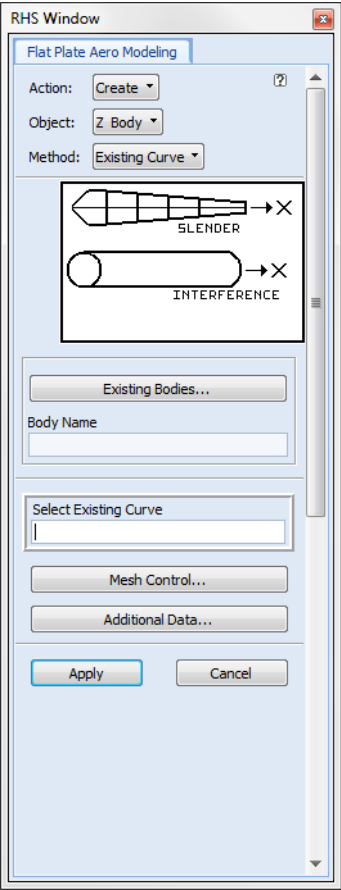 RHS Window
Flat Plate Aero Modeling
Action: Create
?
Object: Z Body
Method: Existing Curve
X
SLENDER
X
INTERFERENCE
Existing Bodies...
Body Name
Select Existing Curve
Mesh Control...
Additional Data...
Apply Cancel